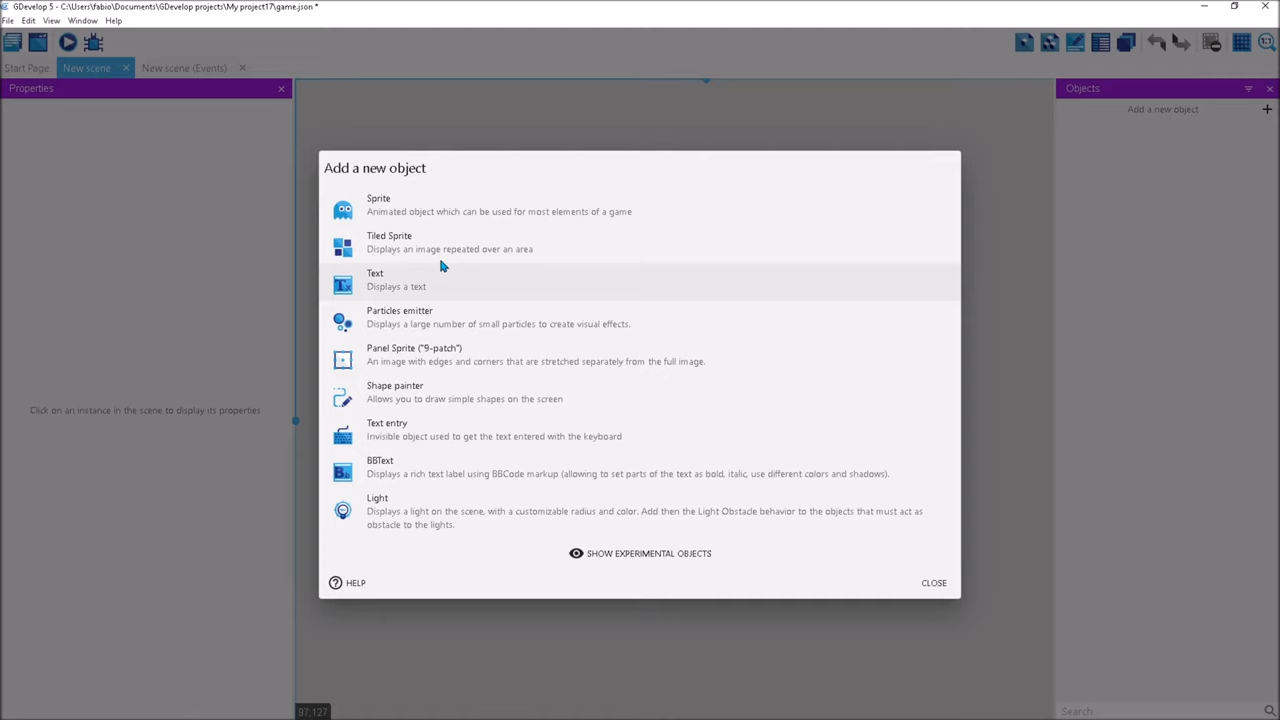 GDevelop 5 - C:\Users\fabio\Documents\GDevelop projects\My project17\game.json *
File Edit View Window Help
1:1
Start Page New scene New scene (Events)
Properties
Objects
Add a new object
Add a new object
Sprite
Animated object which can be used for most elements of a game
Tiled Sprite
Displays an image repeated over an area
Text
Displays a text
Particles emitter
Displays a large number of small particles to create visual effects.
Panel Sprite ("9-patch")
An image with edges and corners that are stretched separately from the full image.
Shape painter
Allows you to draw simple shapes on the screen
Click on an instance in the scene to display its properties
Text entry
Invisible object used to get the text entered with the keyboard
BBText
Displays a rich text label using BBCode markup (allowing to set parts of the text as bold, italic, use different colors and shadows).
Light
Displays a light on the scene, with a customizable radius and color. Add then the Light Obstacle behavior to the objects that must act as
obstacle to the lights.
SHOW EXPERIMENTAL OBJECTS
HELP
CLOSE
97;127
Search